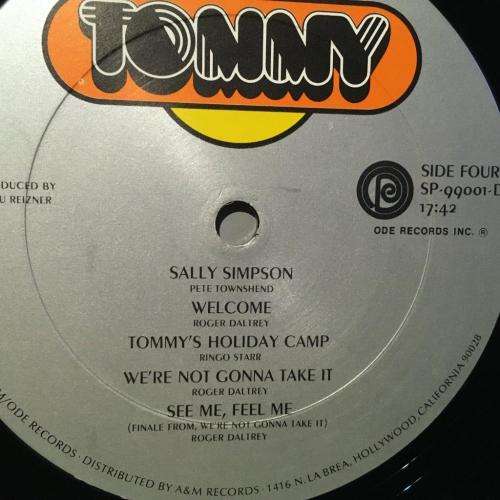 TOMMY
DUCED BY
U REIZNER
SIDE FOUR
SP-99001-D
17:42
ODE RECORDS INC. ®
SALLY SIMPSON
PETE TOWNSHEND
WELCOME
ROGER DALTREY
TOMMY'S HOLIDAY CAMP
RINGO STARR
WE'RE NOT GONNA TAKE IT
ROGER DALTREY
SEE ME, FEEL ME
(FINALE FROM, WE'RE NOT GONNA TAKE IT)
ROGER DALTREY
M/ODE RECORDS · DISTRIBUTED BY A&M RECORDS · 1416 N. LA BREA, HOLLYWOOD, CALIFORNIA 90028